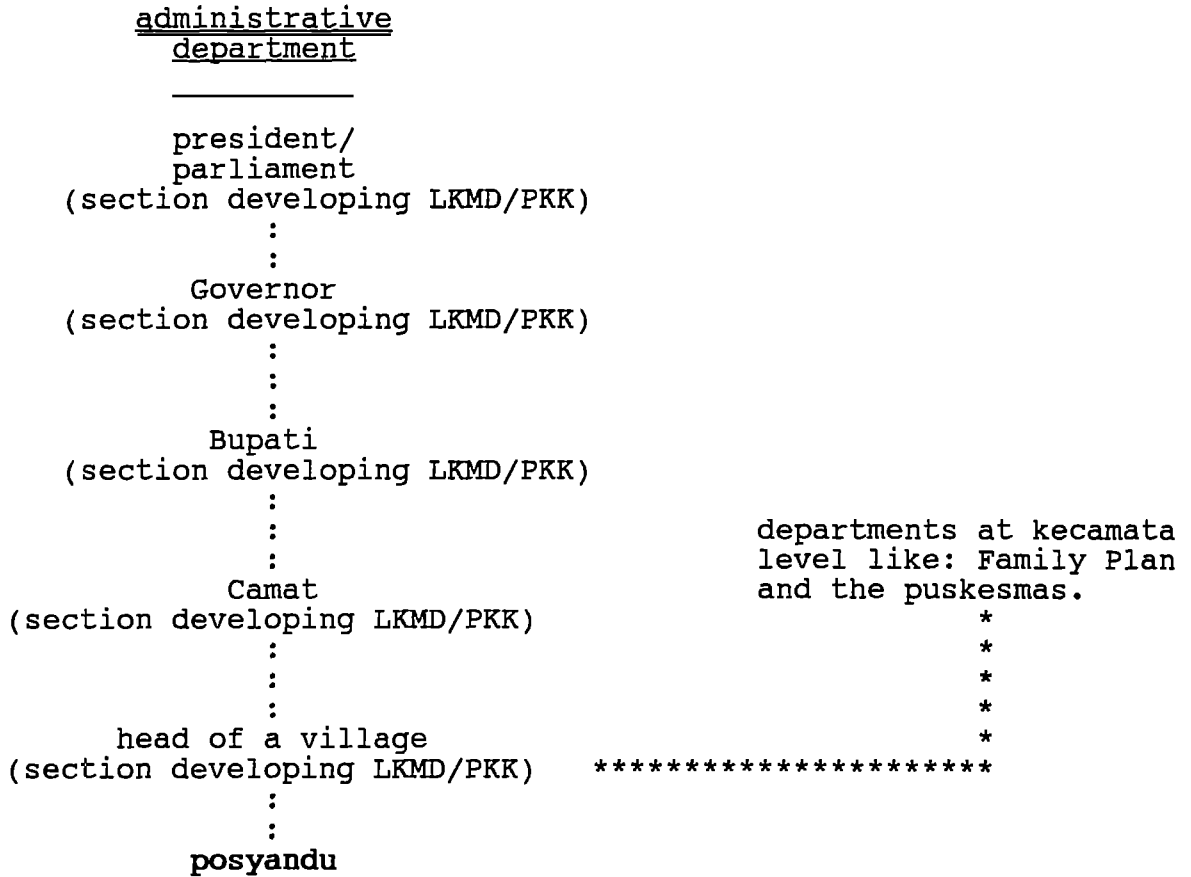 administrative
department
president/
parliament
(section developing LKMD/PKK)
:
:
Governor
(section developing LKMD/PKK)
:
:
:
Bupati
(section developing LKMD/PKK)
:
:
:
Camat
(section developing LKMD/PKK)
:
:
:
departments at kecamata
level like: Family Plan
and the puskesmas.
*
*
*
*
*
head of a village
(section developing LKMD/PKK) **********************
:
:
posyandu